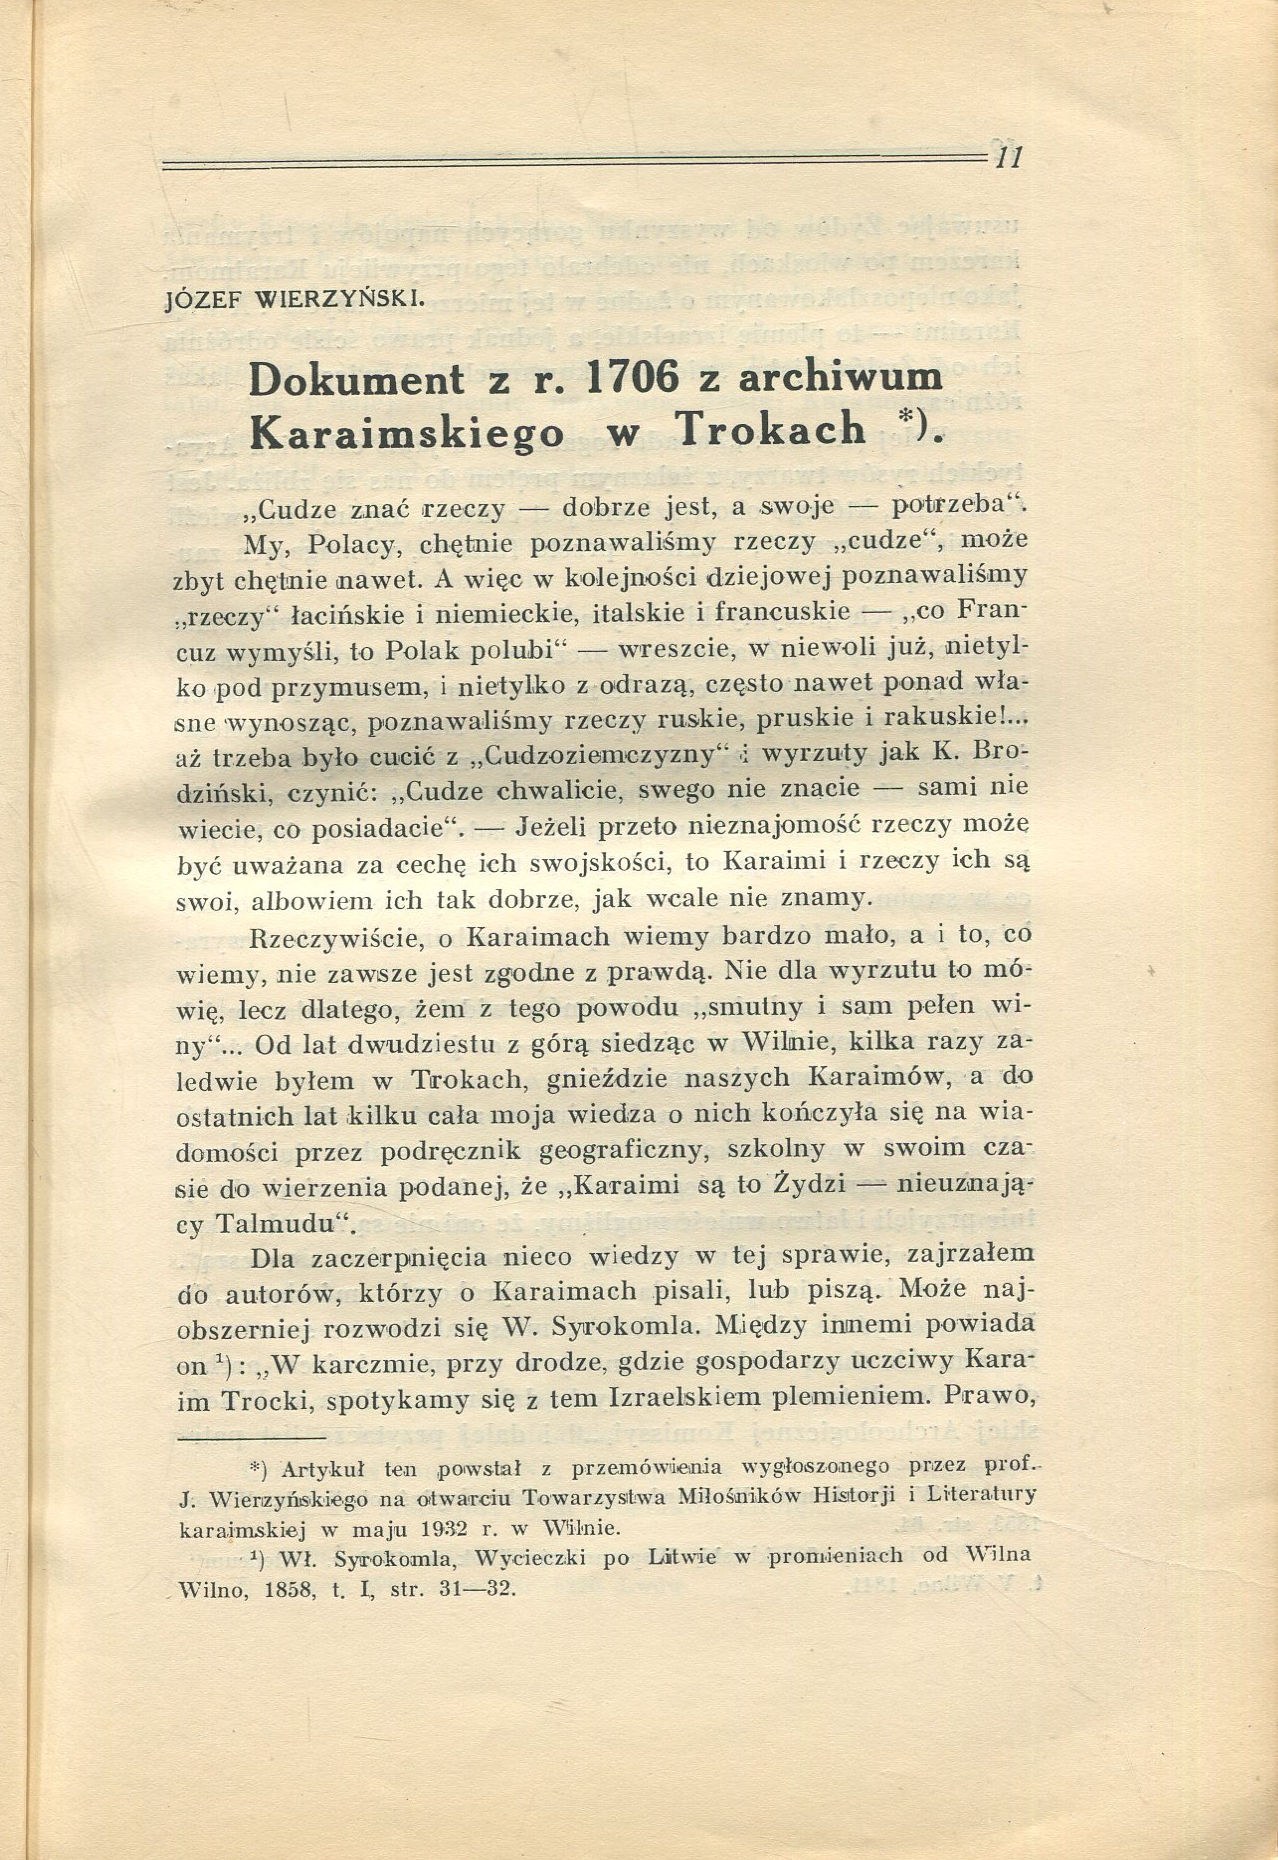 11
JÓZEF WIERZYŃSKI.
Dokument z r. 1706 z archiwum
Karaimskiego w Trokach *).
„Cudze znać rzeczy — dobrze jest, a swoje — potrzeba“.
My, Polacy, chętnie poznawaliśmy rzeczy „cudze“, może
zbyt chętnie nawet. A więc w kolejności dziejowej poznawaliśmy
„rzeczy“ łacińskie i niemieckie, italskie i francuskie — „co Fran-
cuz wymyśli, to Polak polubi“ — wreszcie, w niewoli już, nietyl-
ko pod przymusem, i nietylko z odrazą, często nawet ponad wła-
sne wynosząc, poznawaliśmy rzeczy ruskie, pruskie i rakuskie!...
aż trzeba było cucić z „Cudzoziemczyzny“ i wyrzuty jak K. Bro-
dziński, czynić: „Cudze chwalicie, swego nie znacie — sami nie
wiecie, co posiadacie“. — Jeżeli przeto nieznajomość rzeczy może
być uważana za cechę ich swojskości, to Karaimi i rzeczy ich są
swoi, albowiem ich tak dobrze, jak wcale nie znamy.
Rzeczywiście, o Karaimach wiemy bardzo mało, a i to, co
wiemy, nie zawsze jest zgodne z prawdą. Nie dla wyrzutu to mó-
wię, lecz dlatego, żem z tego powodu „smutny i sam pełen wi-
ny“... Od lat dwudziestu z górą siedząc w Wilnie, kilka razy za-
ledwie byłem w Trokach, gnieździe naszych Karaimów, a do
ostatnich lat kilku cała moja wiedza o nich kończyła się na wia-
domości przez podręcznik geograficzny, szkolny w swoim cza-
sie do wierzenia podanej, że „Karaimi są to Żydzi — nieuznają-
cy Talmudu“.
Dla zaczerpnięcia nieco wiedzy w tej sprawie, zajrzałem
do autorów, którzy o Karaimach pisali, lub piszą. Może naj-
obszerniej rozwodzi się W. Syrokomla. Między innemi powiada
on ¹): „W karczmie, przy drodze, gdzie gospodarzy uczciwy Kara-
im Trocki, spotykamy się z tem Izraelskiem plemieniem. Prawo,
*) Artykuł ten powstał z przemówienia wygłoszonego przez prof.
J. Wierzyńskiego na otwarciu Towarzystwa Miłośników Historji i Literatury
karaimskiej w maju 1932 r. w Wilnie.
¹) Wł. Syrokomla, Wycieczki po Litwie w promieniach od Wilna
Wilno, 1858, t. I, str. 31—32.